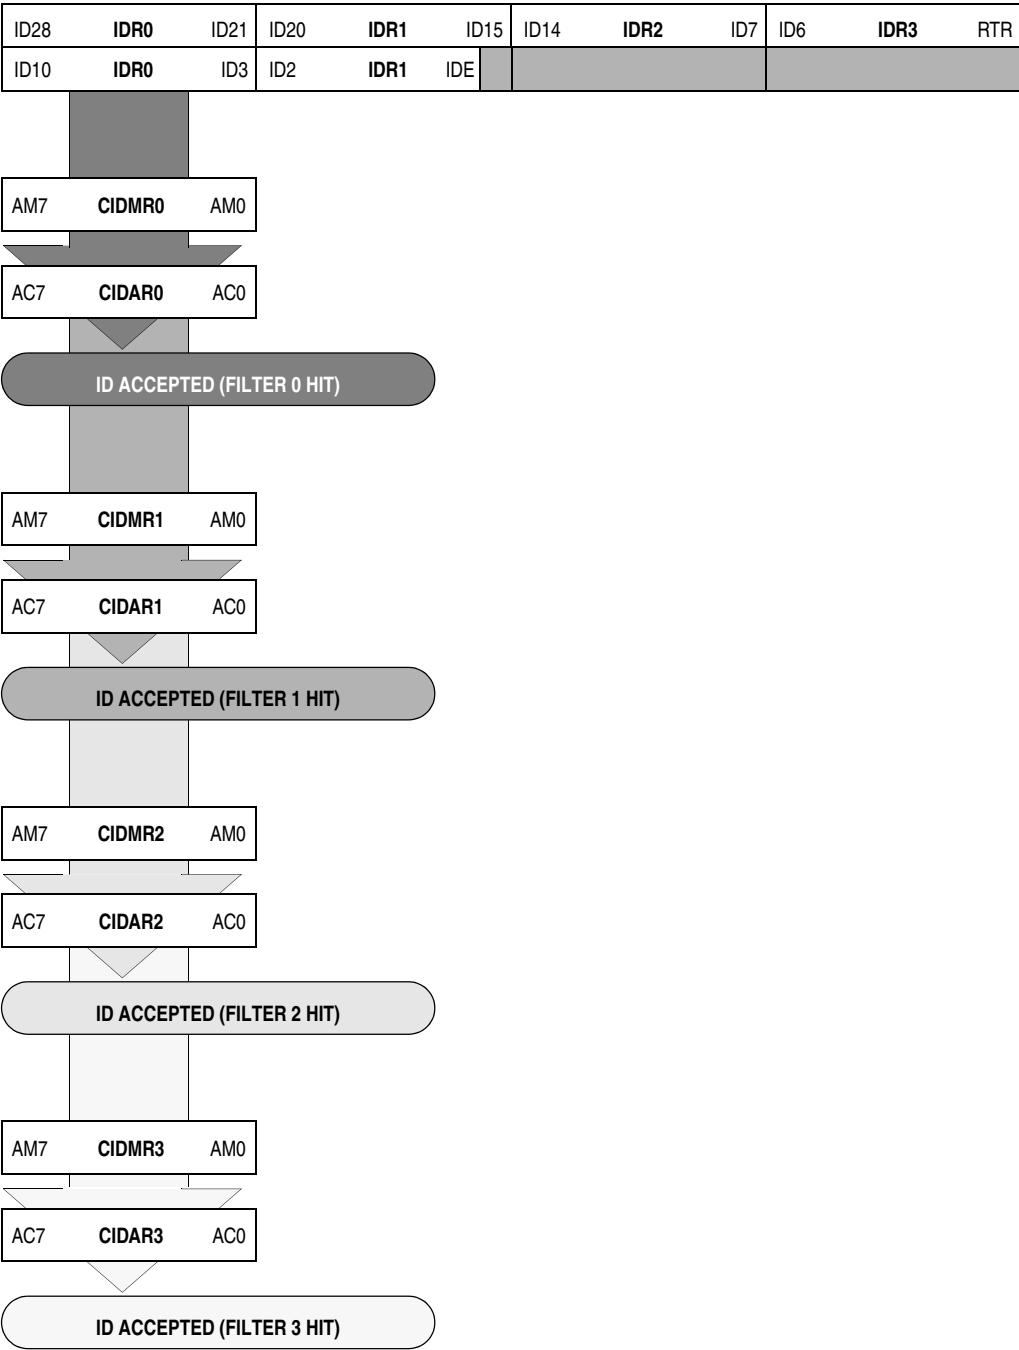 ID28 IDR0 ID21 ID20 IDR1 ID15 ID14 IDR2 ID7 ID6 IDR3 RTR
ID10 IDR0 ID3 ID2 IDR1 IDE
AM7 CIDMR0 AM0
AC7 CIDAR0 AC0
ID ACCEPTED (FILTER 0 HIT)
AM7 CIDMR1 AM0
AC7 CIDAR1 AC0
ID ACCEPTED (FILTER 1 HIT)
AM7 CIDMR2 AM0
AC7 CIDAR2 AC0
ID ACCEPTED (FILTER 2 HIT)
AM7 CIDMR3 AM0
AC7 CIDAR3 AC0
ID ACCEPTED (FILTER 3 HIT)